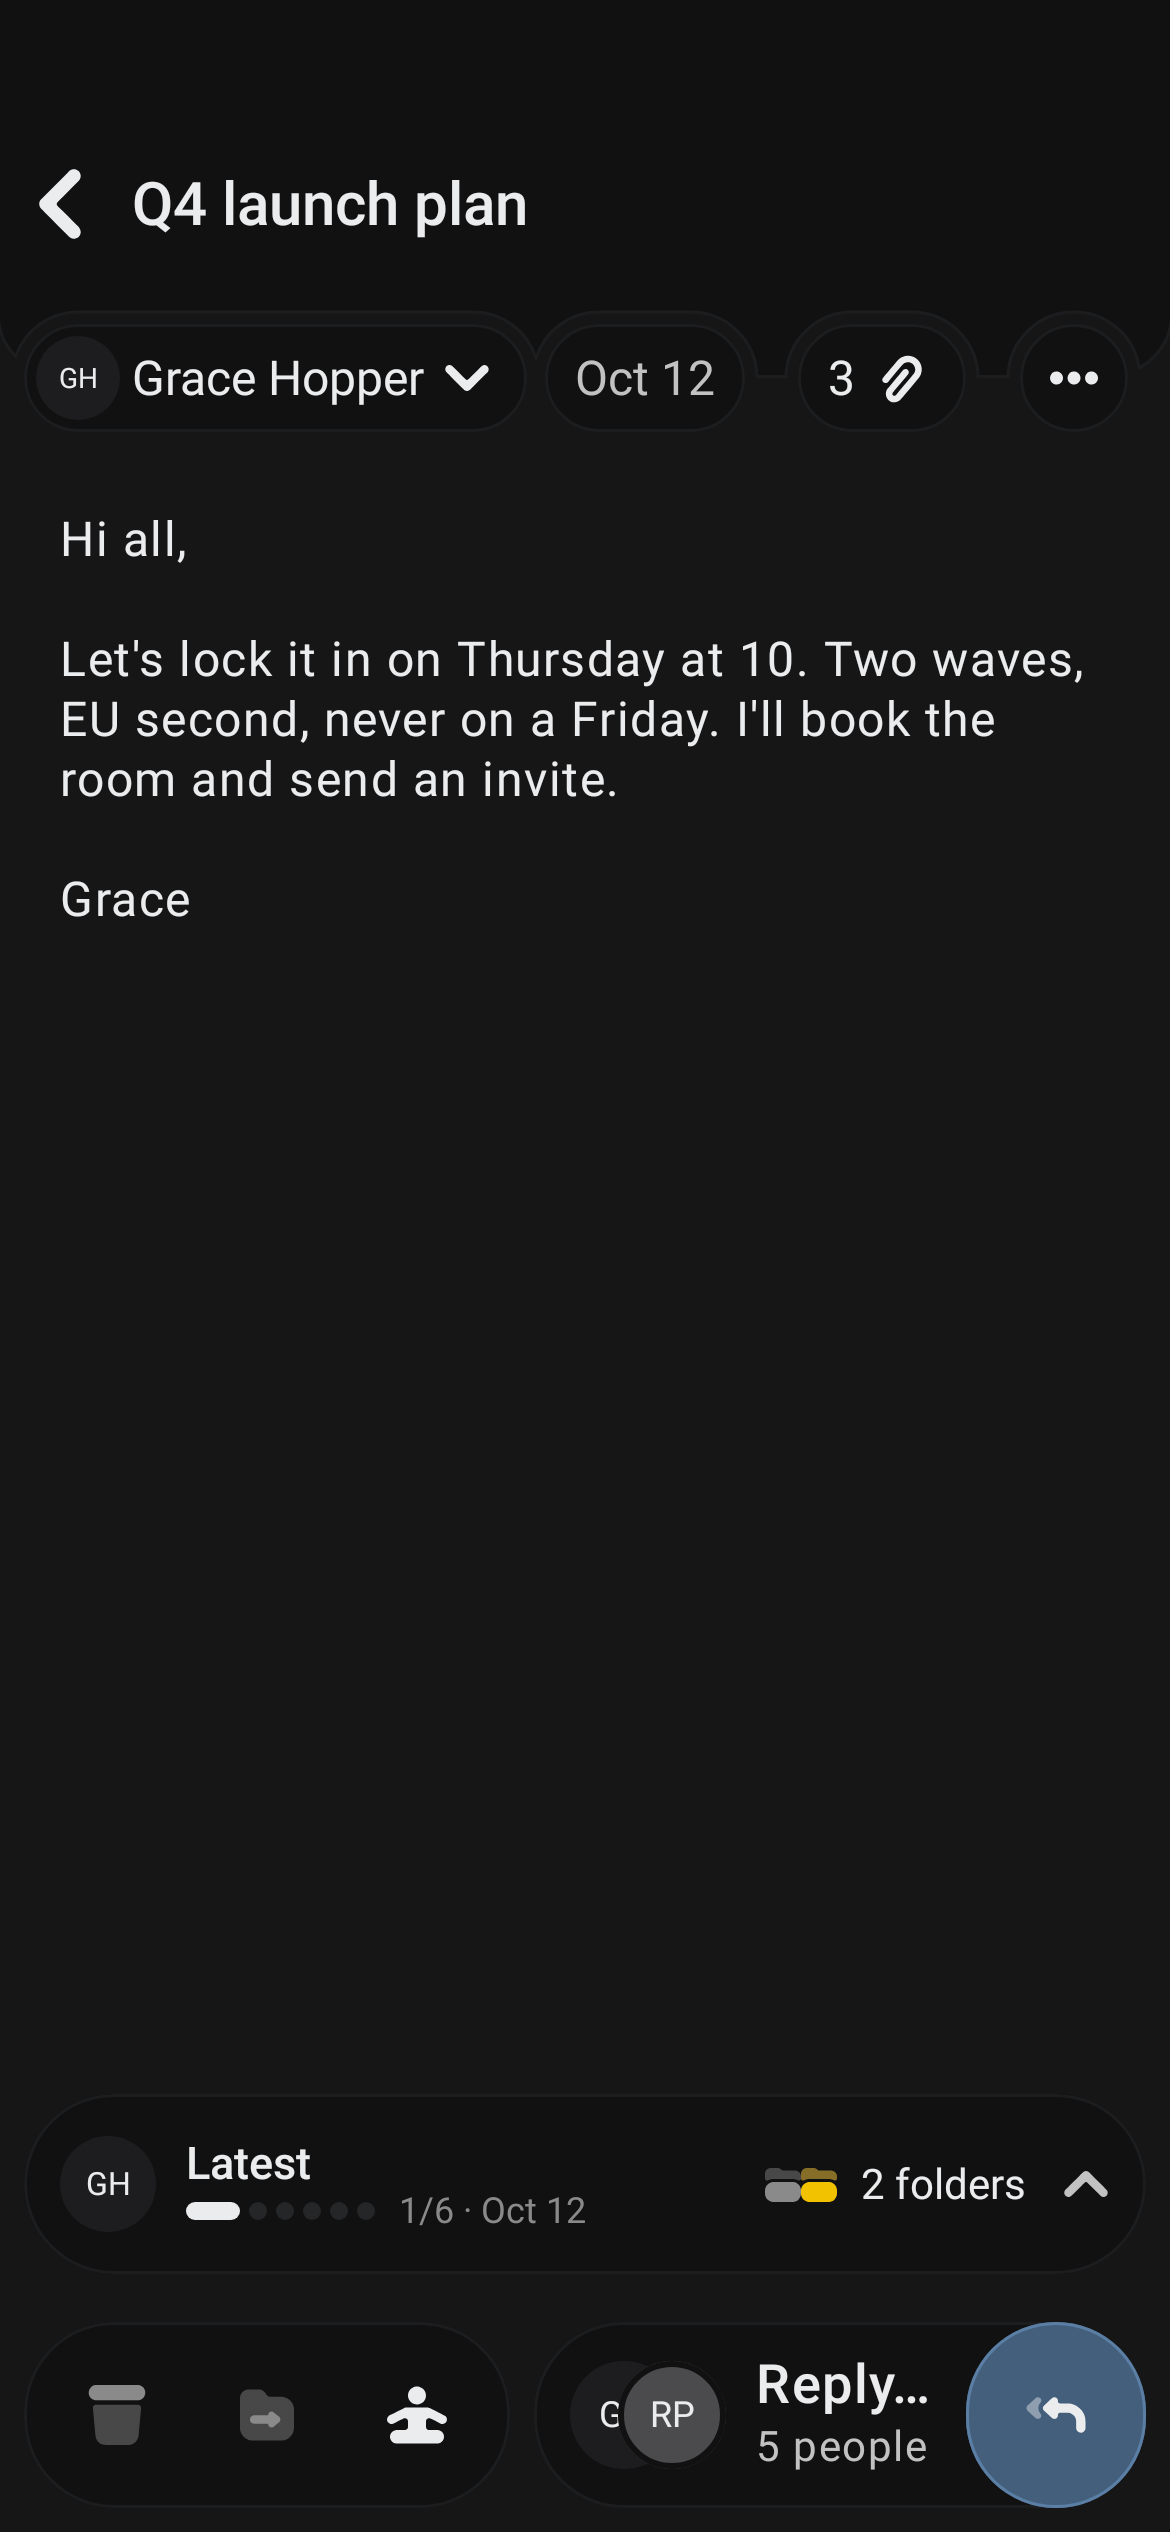 Q4 launch plan
GH Grace Hopper Oct 12 3
Hi all,
Let's lock it in on Thursday at 10. Two waves,
EU second, never on a Friday. I'll book the
room and send an invite.
Grace
GH Latest 2 folders
1/6 · Oct 12
G RP Reply...
5 people